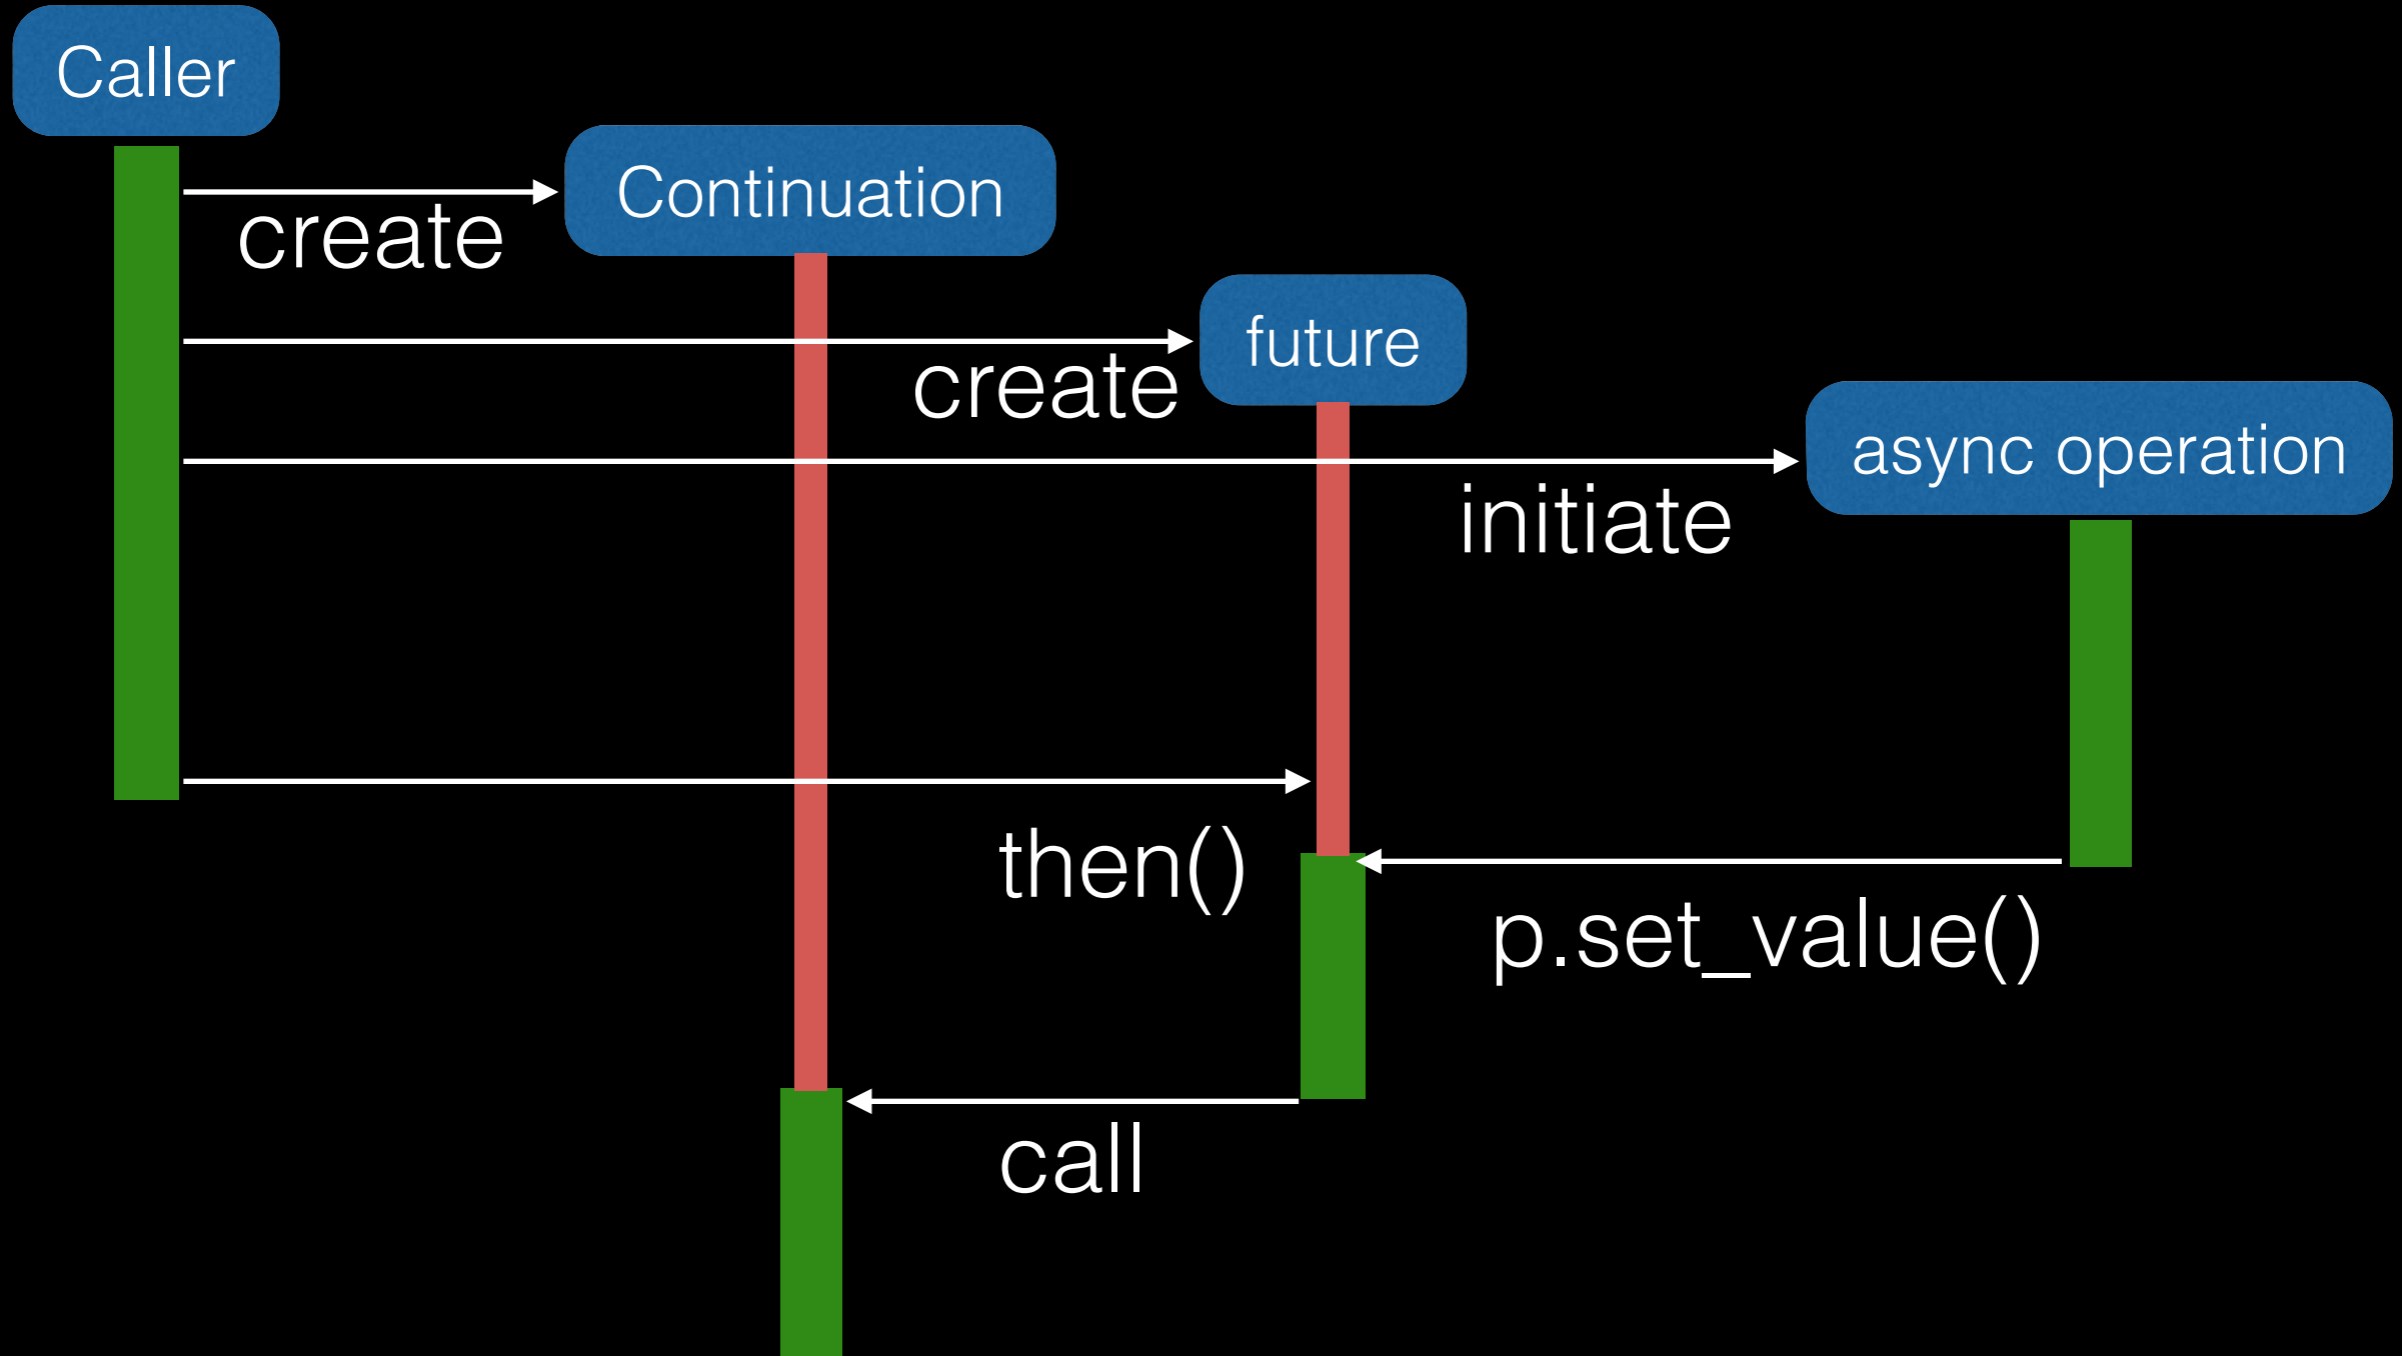 Caller
Continuation
create
future
create
async operation
initiate
then()
p.set_value()
call